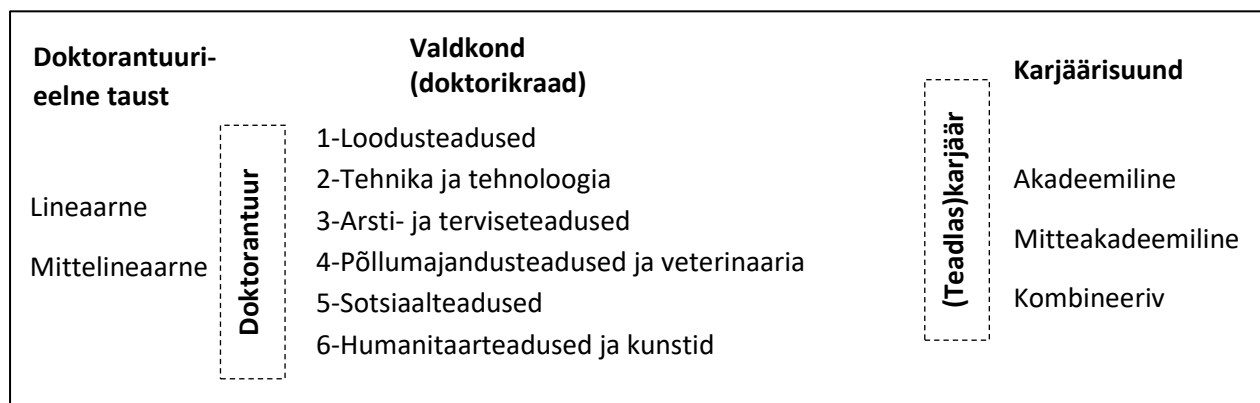 Doktorantuuri-
eelne taust
Lineaarne
Mittelineaarne
Doktorantuur
Valdkond
(doktorikraad)
1-Loodusteadused
2-Tehnika ja tehnoloogia
3-Arsti- ja terviseteadused
4-Põllumajandusteadused ja veterinaaria
5-Sotsiaalteadused
6-Humanitaarteadused ja kunstid
(Teadlas)karjäär
Karjäärisuund
Akadeemiline
Mitteakadeemiline
Kombineeriv